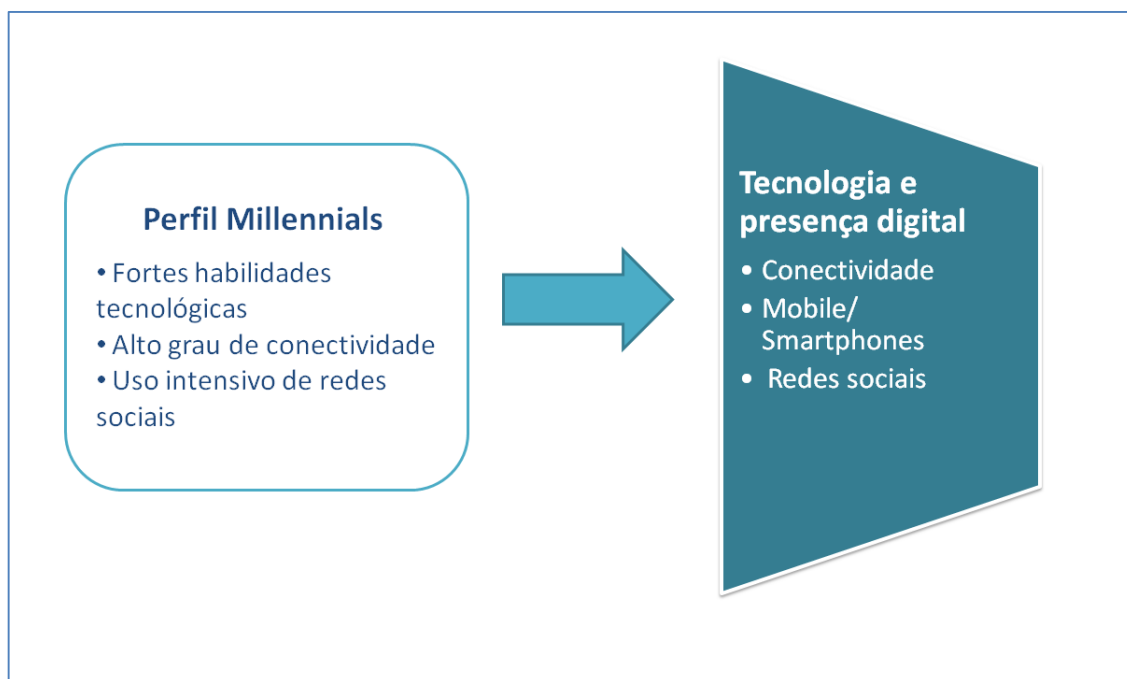 Perfil Millennials
• Fortes habilidades
tecnológicas
• Alto grau de conectividade
• Uso intensivo de redes
sociais
Tecnologia e
presença digital
• Conectividade
• Mobile/
Smartphones
• Redes sociais